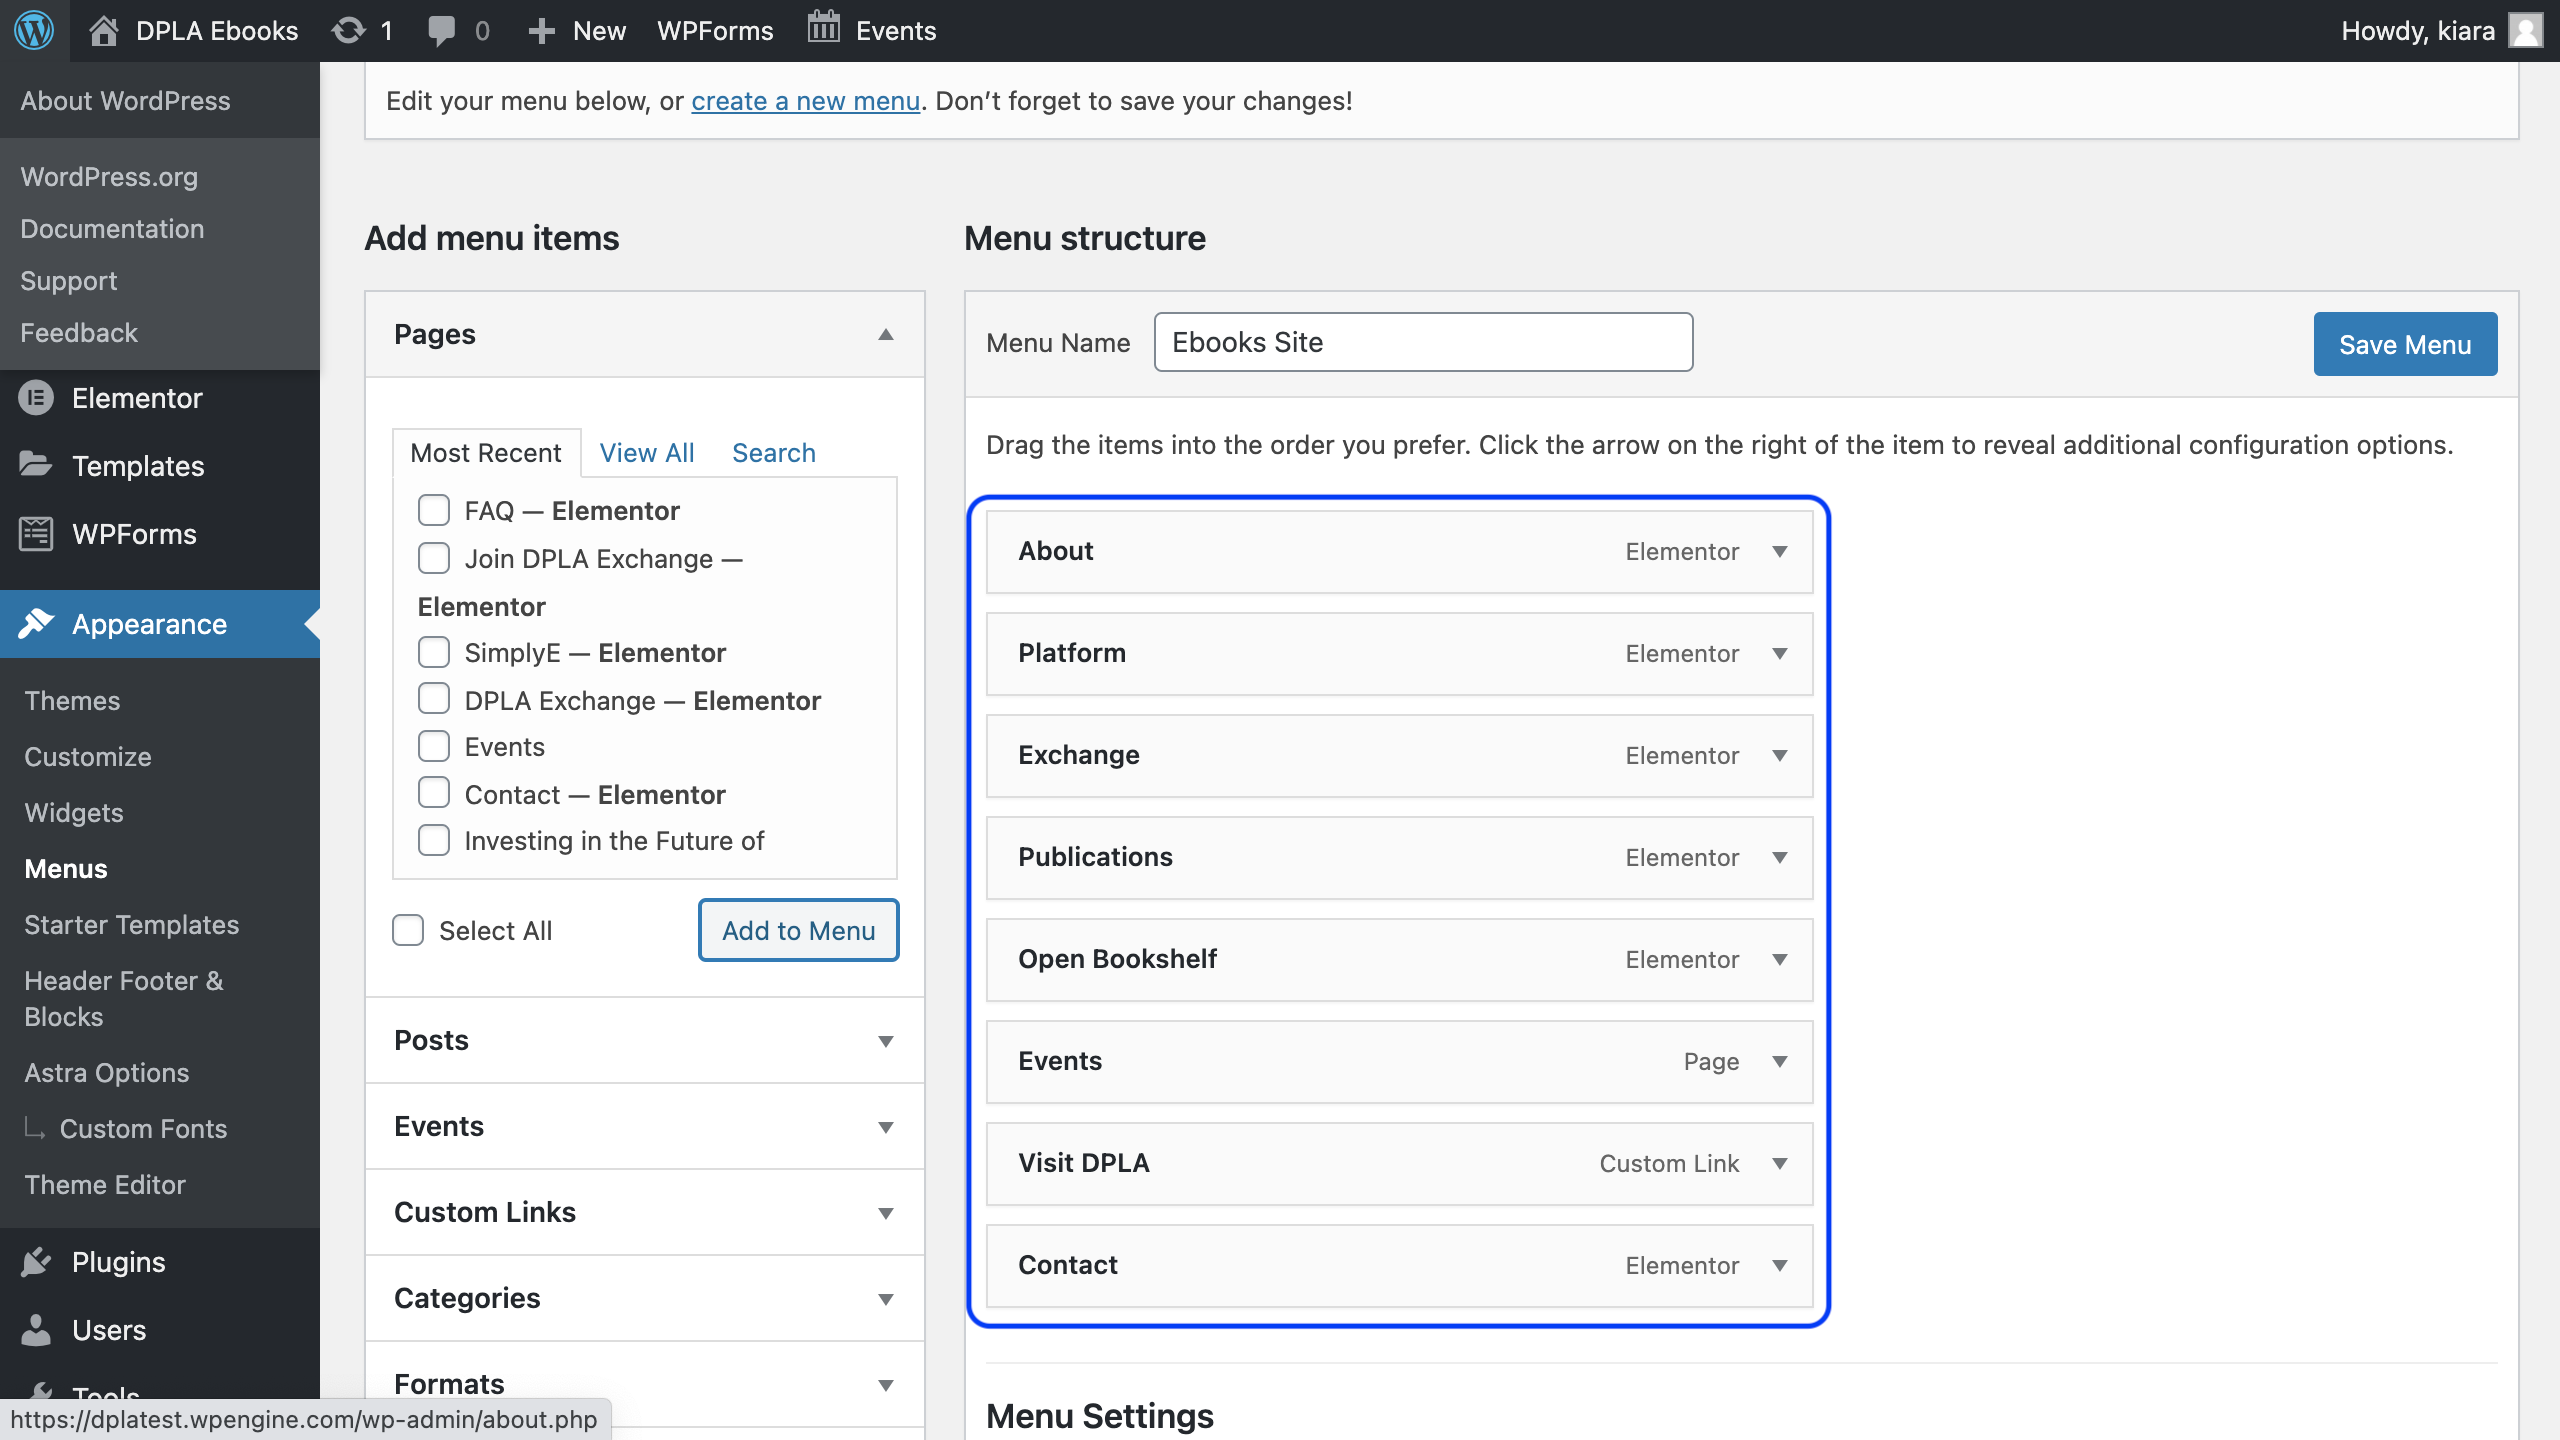 DPLA Ebooks 1 0 New WPForms Events Howdy, kiara
About WordPress
WordPress.org
Documentation
Support
Feedback
Elementor
Templates
WPForms
Appearance
Themes
Customize
Widgets
Menus
Starter Templates
Header Footer &
Blocks
Astra Options
Custom Fonts
Theme Editor
Plugins
Users
Tools
https://dplatest.wpengine.com/wp-admin/about.php
Edit your menu below, or create a new menu. Don’t forget to save your changes!
Add menu items
Pages
Most Recent View All Search
FAQ — Elementor
Join DPLA Exchange —
Elementor
SimplyE — Elementor
DPLA Exchange — Elementor
Events
Contact — Elementor
Investing in the Future of
Select All Add to Menu
Posts
Events
Custom Links
Categories
Formats
Menu structure
Menu Name Ebooks Site Save Menu
Drag the items into the order you prefer. Click the arrow on the right of the item to reveal additional configuration options.
About Elementor
Platform Elementor
Exchange Elementor
Publications Elementor
Open Bookshelf Elementor
Events Page
Visit DPLA Custom Link
Contact Elementor
Menu Settings